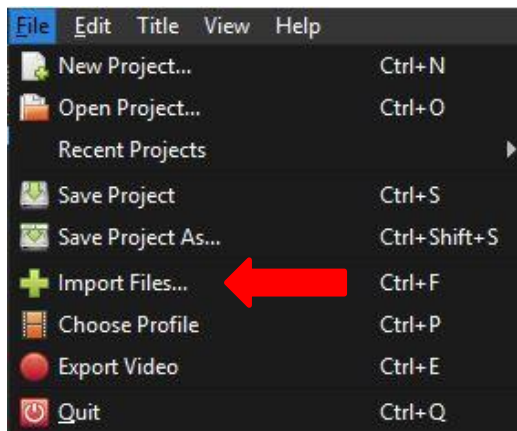 File Edit Title View Help
New Project... Ctrl+N
Open Project... Ctrl+O
Recent Projects
Save Project Ctrl+S
Save Project As... Ctrl+Shift+S
Import Files... Ctrl+F
Choose Profile Ctrl+P
Export Video Ctrl+E
Quit Ctrl+Q